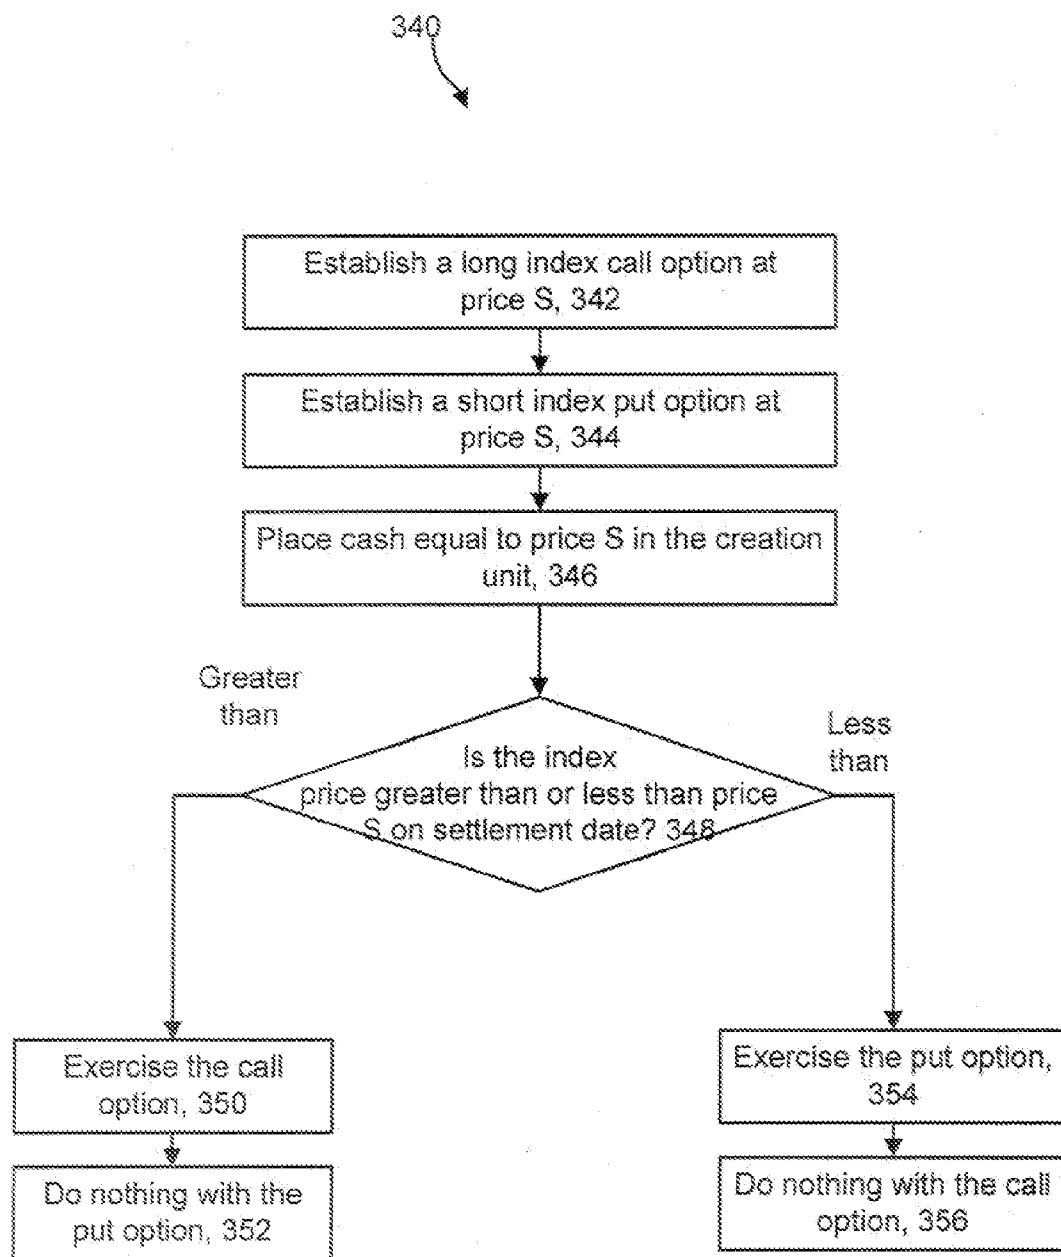 340
Establish a long index call option at
price S, 342
Establish a short index put option at
price S, 344
Place cash equal to price S in the creation
unit, 346
Greater
than
Less
than
Is the index
price greater than or less than price
S on settlement date? 348
Exercise the call
option, 350
Do nothing with the
put option, 352
Exercise the put option,
354
Do nothing with the call
option, 356